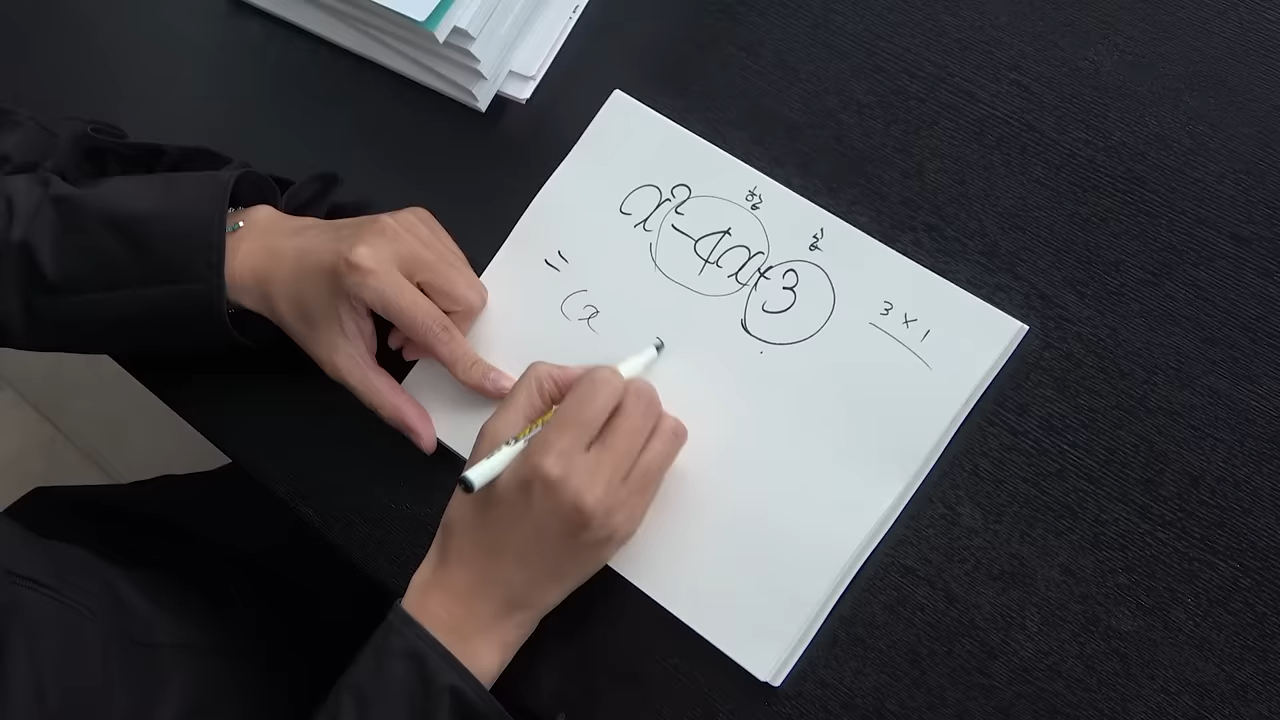 x²-4x+3
3×1
= (x